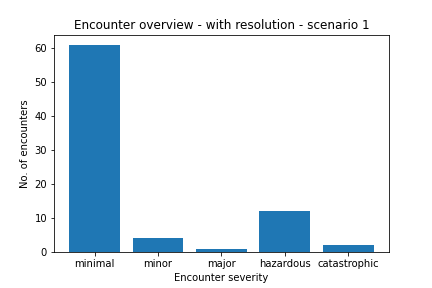 Encounter overview - with resolution - scenario 1
No. of encounters
60
50
40
30
20
10
0
minimal minor major hazardous catastrophic
Encounter severity